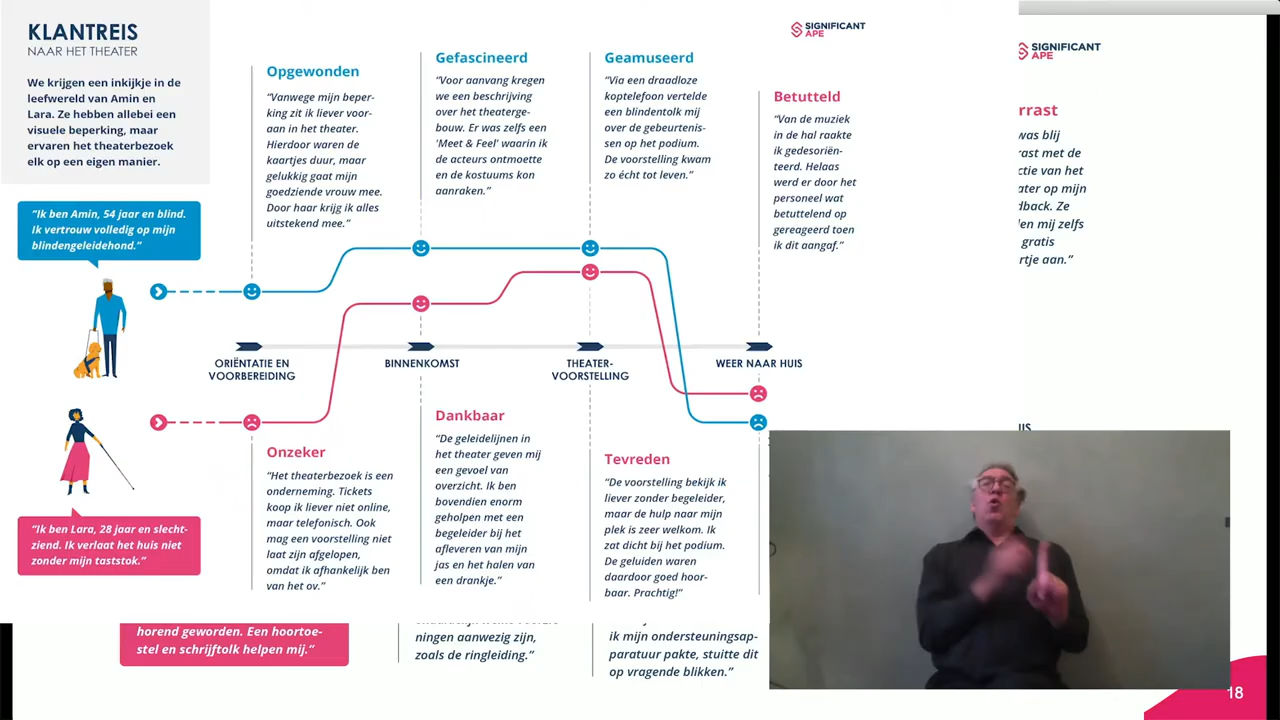 KLANTREIS
NAAR HET THEATER
We krijgen een inkijkje in de
leefwereld van Amin en
Lara. Ze hebben allebei een
visuele beperking, maar
ervaren het theaterbezoek
elk op een eigen manier.
“Ik ben Amin, 54 jaar en blind.
Ik vertrouw volledig op mijn
blindengeleidehond.”
“Ik ben Lara, 28 jaar en slecht-
ziend. Ik verlaat het huis niet
zonder mijn taststok.”
SIGNIFICANT
APE
SIGNIFICANT
APE
Opgewonden
“Vanwege mijn beper-
king zit ik liever voor-
aan in het theater.
Hierdoor waren de
kaartjes duur, maar
gelukkig gaat mijn
goedziende vrouw mee.
Door haar krijg ik alles
uitstekend mee.”
Gefascineerd
“Voor aanvang kregen
we een beschrijving
over het theaterge-
bouw. Er was zelfs een
'Meet & Feel' waarin ik
de acteurs ontmoette
en de kostuums kon
aanraken.”
Geamuseerd
“Via een draadloze
koptelefoon vertelde
een blindentolk mij
over de gebeurtenis-
sen op het podium.
De voorstelling kwam
zo écht tot leven.”
Betutteld
“Van de muziek
in de hal raakte
ik gedesoriën-
teerd. Helaas
werd er door het
personeel wat
betuttelend op
gereageerd toen
ik dit aangaf.”
rrast
was blij
rast met de
ctie van het
ater op mijn
dback. Ze
len mij zelfs
gratis
rtje aan.”
ORIËNTATIE EN
VOORBEREIDING
BINNENKOMST
THEATER-
VOORSTELLING
WEER NAAR HUIS
Onzeker
“Het theaterbezoek is een
onderneming. Tickets
koop ik liever niet online,
maar telefonisch. Ook
mag een voorstelling niet
laat zijn afgelopen,
omdat ik afhankelijk ben
van het ov.”
Dankbaar
“De geleidelijnen in
het theater geven mij
een gevoel van
overzicht. Ik ben
bovendien enorm
geholpen met een
begeleider bij het
afleveren van mijn
jas en het halen van
een drankje.”
Tevreden
“De voorstelling bekijk ik
liever zonder begeleider,
maar de hulp naar mijn
plek is zeer welkom. Ik
zat dicht bij het podium.
De geluiden waren
daardoor goed hoor-
baar. Prachtig!”
horend geworden. Een hoortoe-
stel en schrijftolk helpen mij.”
ningen aanwezig zijn,
zoals de ringleiding.”
ik mijn ondersteuningsap-
paratuur pakte, stuitte dit
op vragende blikken.”
18